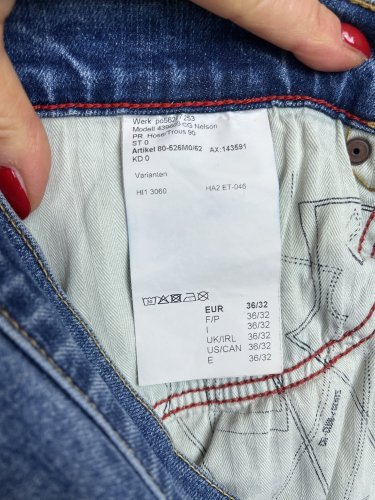 Werk
Modell CG Nelson
PR Hose/Trous 90
ST 0
Artikel 80-526M0/62 AX:143591
KD 0
Varianten
HI1 3060 HA2 ET-046
EUR 36/32
F/P 36/32
I 36/32
UK/IRL 36/32
US/CAN 36/32
E 36/32